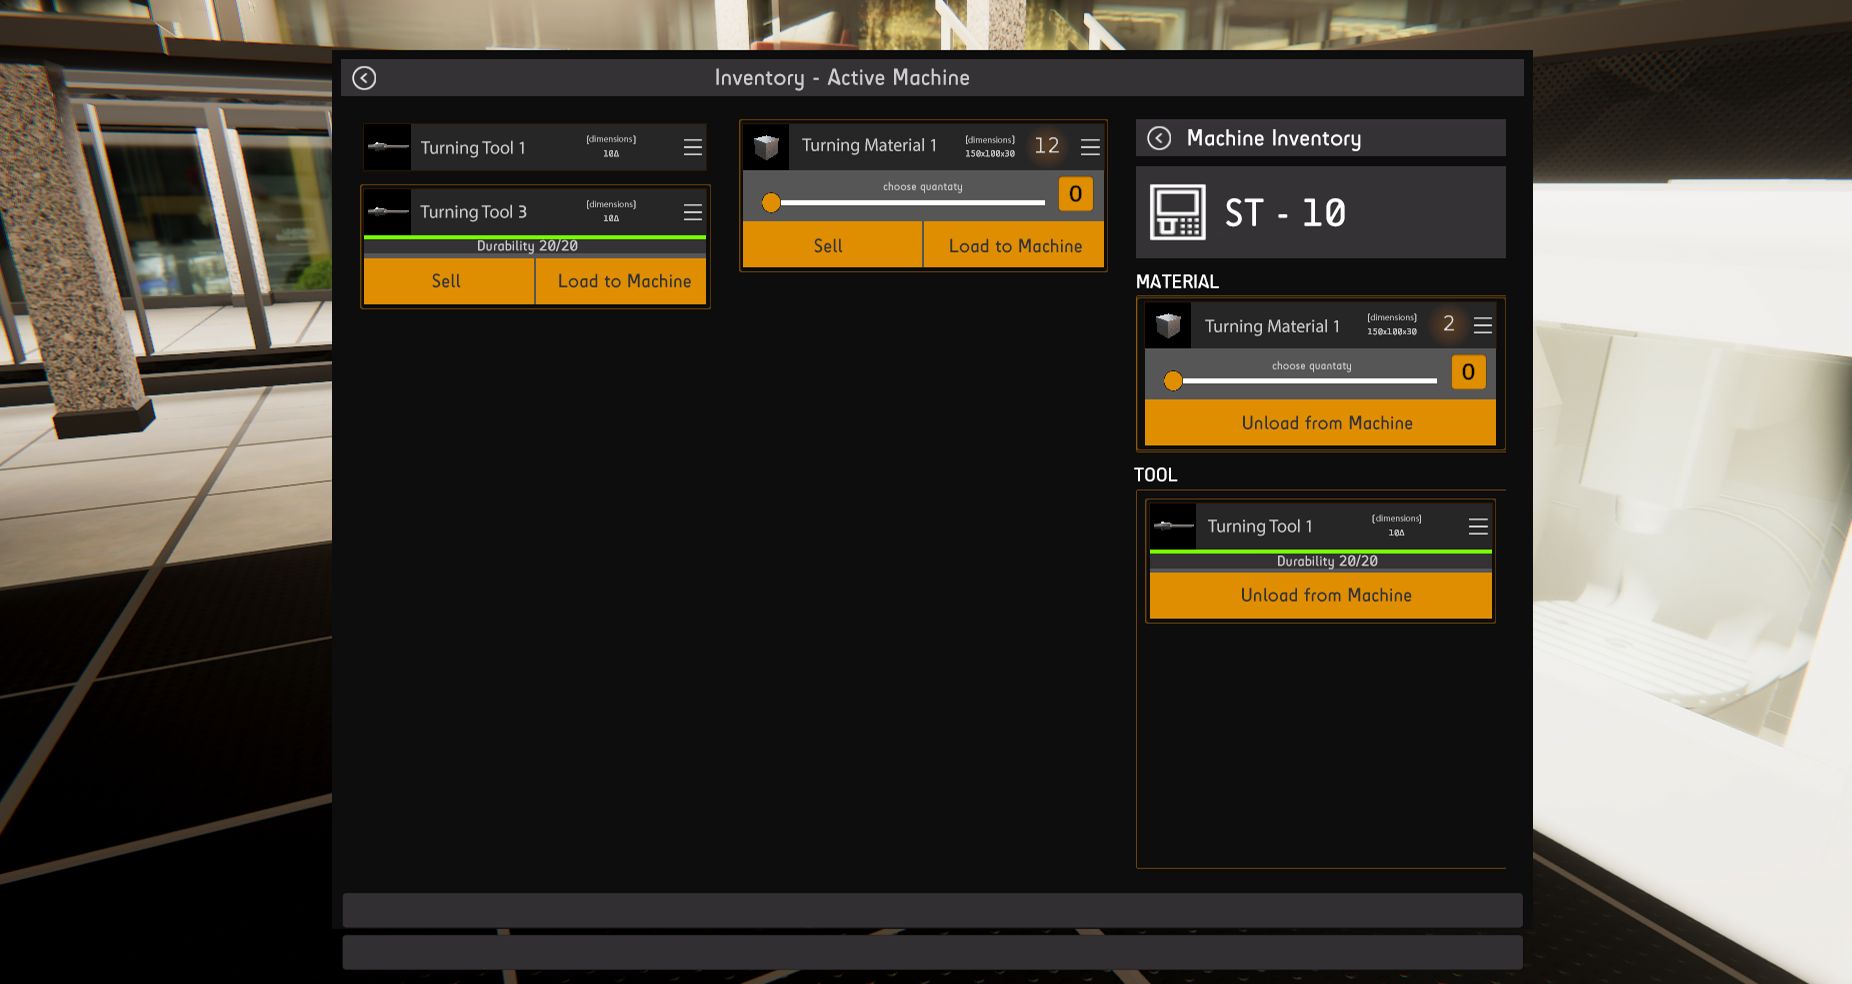 Inventory - Active Machine
Turning Tool 1
[dimensions]
10Δ
Turning Tool 3
[dimensions]
10Δ
Durability 20/20
Sell
Load to Machine
Turning Material 1
[dimensions]
150x100x30
12
choose quantaty
0
Sell
Load to Machine
Machine Inventory
ST - 10
MATERIAL
Turning Material 1
[dimensions]
150x100x30
2
choose quantaty
0
Unload from Machine
TOOL
Turning Tool 1
[dimensions]
10Δ
Durability 20/20
Unload from Machine